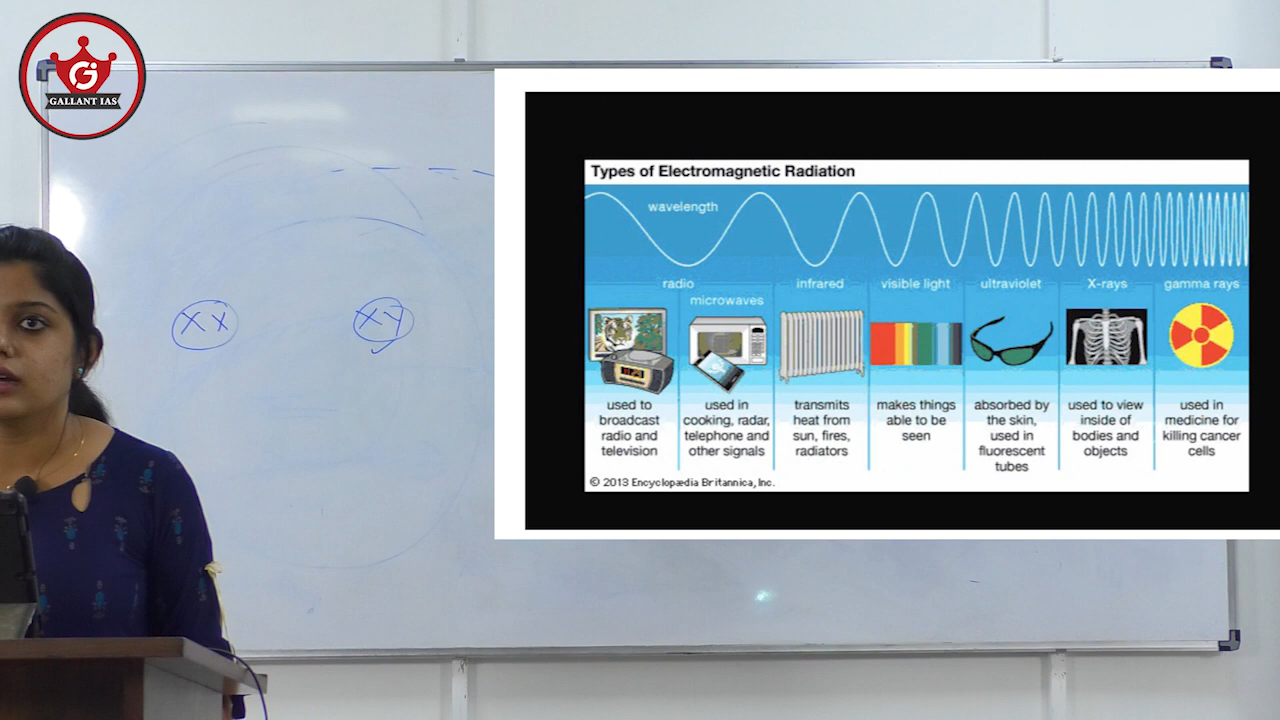 GALLANT IAS
XX
XY
Types of Electromagnetic Radiation
wavelength
radio
microwaves
infrared
visible light
ultraviolet
X-rays
gamma rays
used to
broadcast
radio and
television
used in
cooking, radar,
telephone and
other signals
transmits
heat from
sun, fires,
radiators
makes things
able to be
seen
absorbed by
the skin,
used in
fluorescent
tubes
used to view
inside of
bodies and
objects
used in
medicine for
killing cancer
cells
© 2013 Encyclopædia Britannica, Inc.